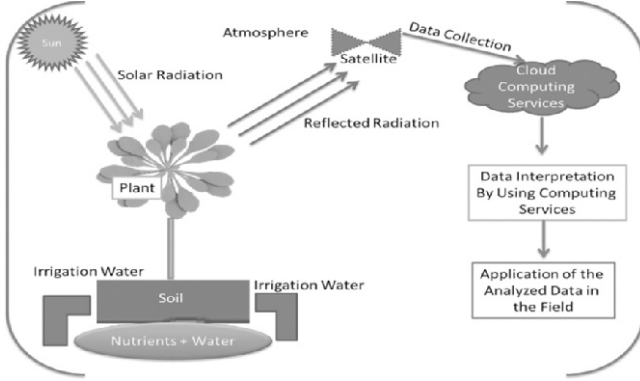 Sun
Atmosphere
Data Collection
Satellite
Solar Radiation
Cloud
Computing
Services
Reflected Radiation
Plant
Data Interpretation
By Using Computing
Services
Irrigation Water
Irrigation Water
Soil
Application of the
Analyzed Data in
the Field
Nutrients + Water